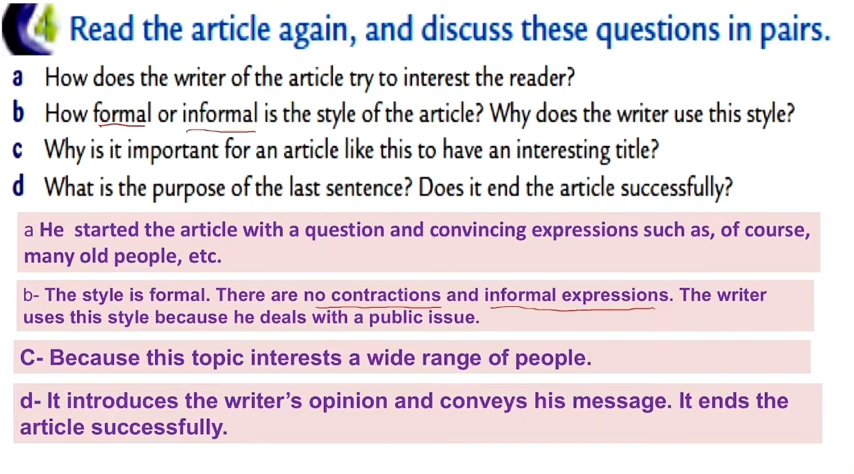 4 Read the article again, and discuss these questions in pairs.
a How does the writer of the article try to interest the reader?
b How formal or informal is the style of the article? Why does the writer use this style?
c Why is it important for an article like this to have an interesting title?
d What is the purpose of the last sentence? Does it end the article successfully?
a He started the article with a question and convincing expressions such as, of course,
many old people, etc.
b- The style is formal. There are no contractions and informal expressions. The writer
uses this style because he deals with a public issue.
C- Because this topic interests a wide range of people.
d- It introduces the writer's opinion and conveys his message. It ends the
article successfully.